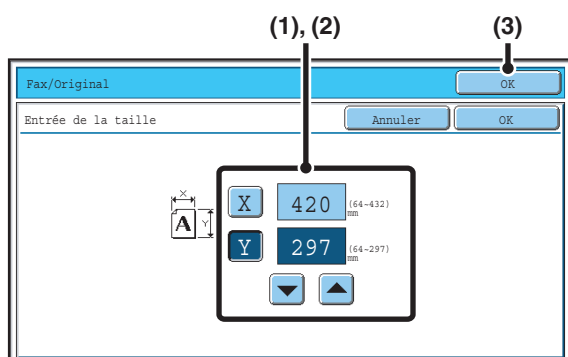 (1), (2) (3)
Fax/Original OK
Entrée de la taille Annuler OK
X
X 420 (64~432)
mm
A Y
Y 297 (64~297)
mm